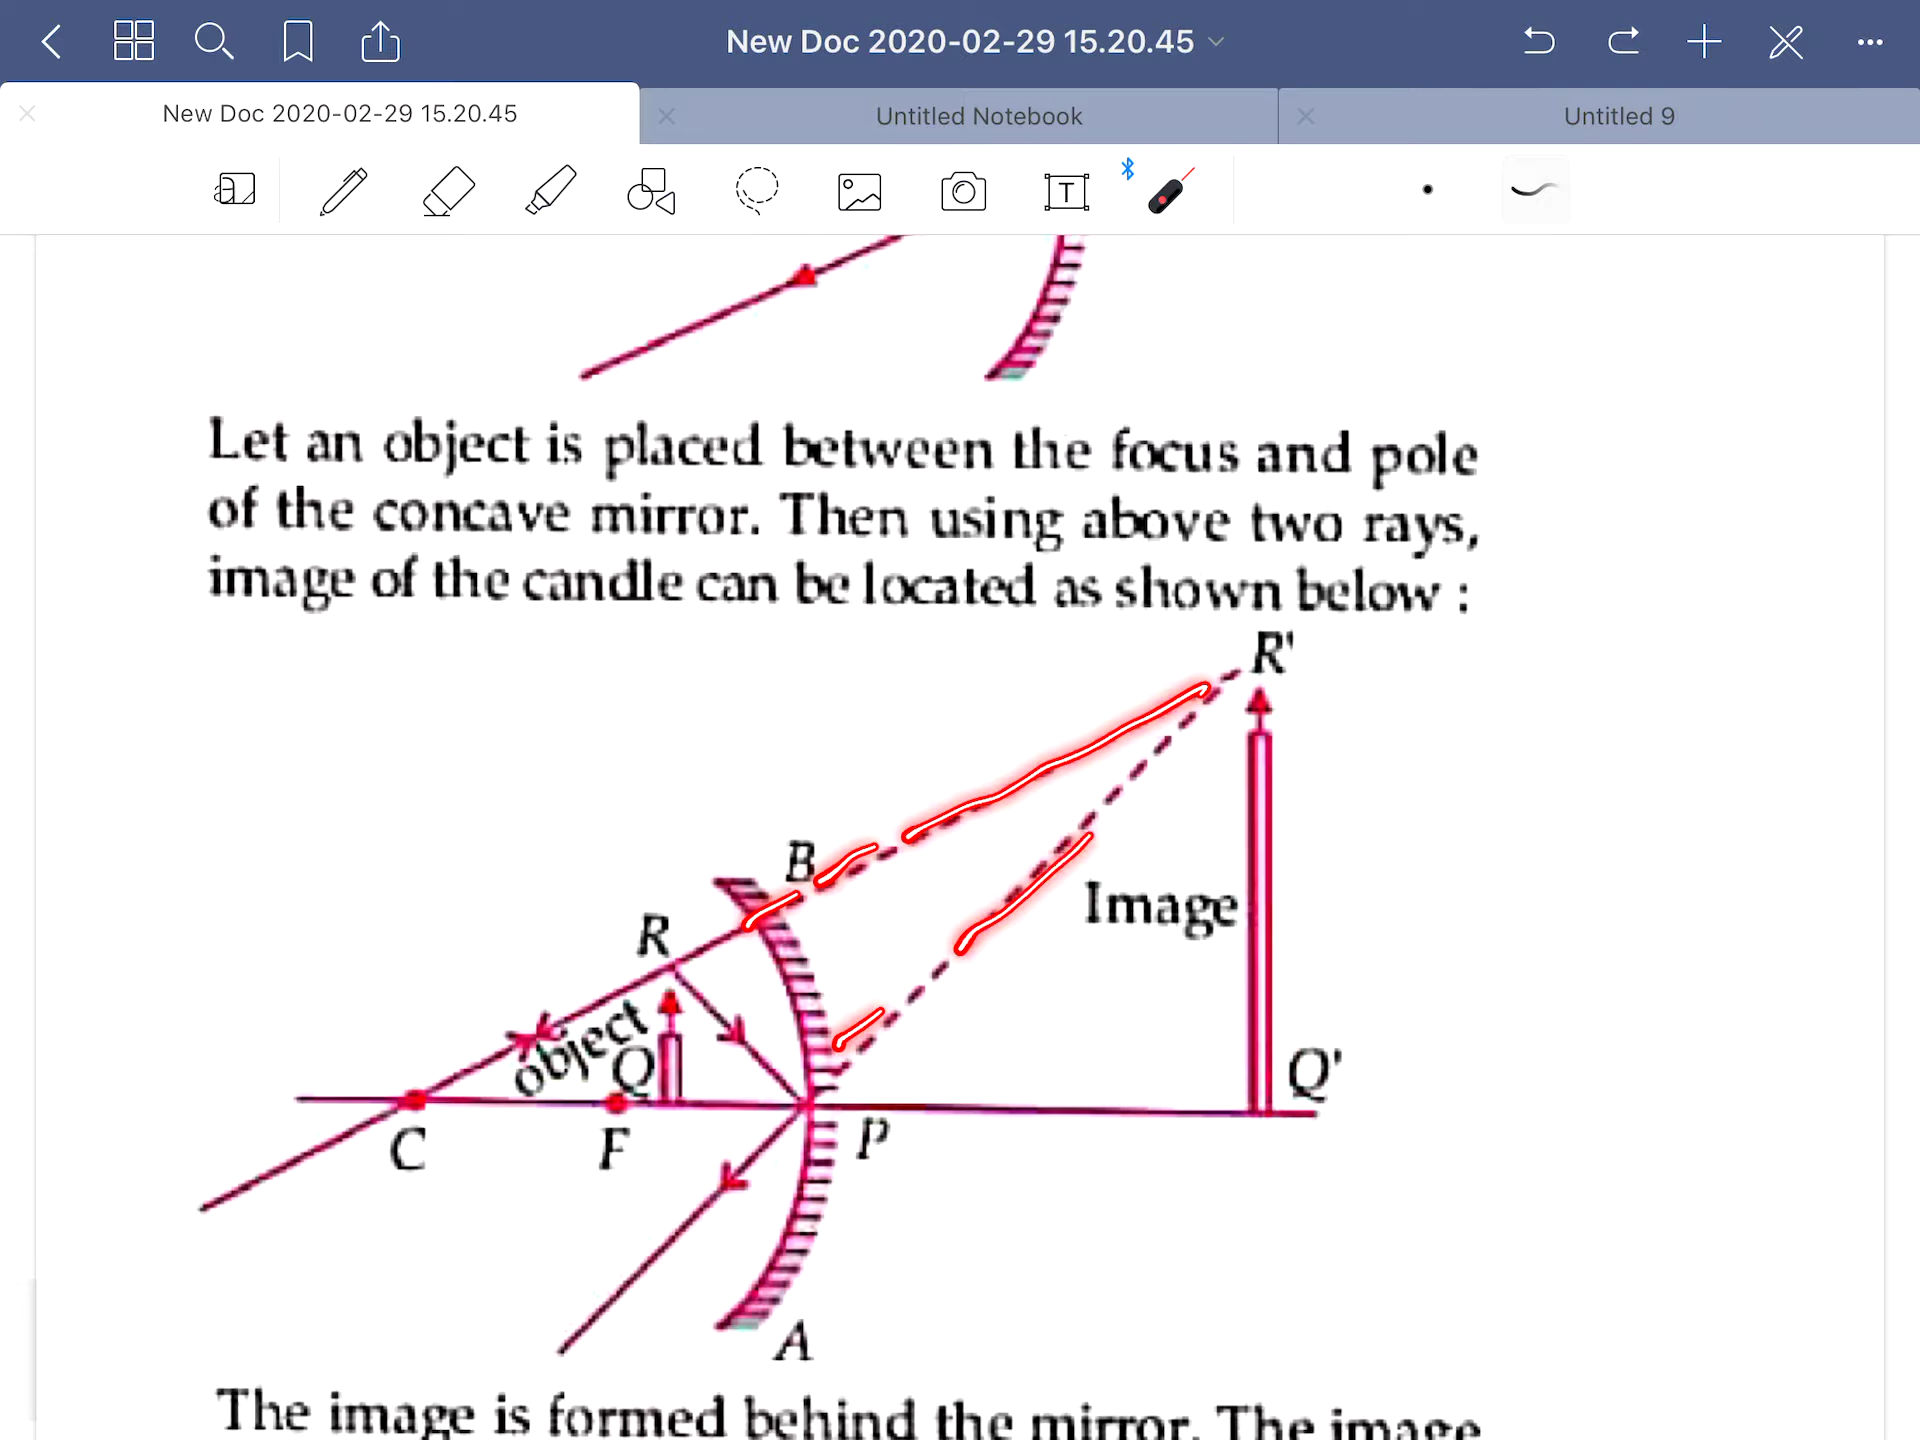 New Doc 2020-02-29 15.20.45
New Doc 2020-02-29 15.20.45
Untitled Notebook
Untitled 9
T
Let an object is placed between the focus and pole
of the concave mirror. Then using above two rays,
image of the candle can be located as shown below :
R'
B
R
Image
object
Q
Q'
C
F
P
A
The image is formed behind the mirror. The image